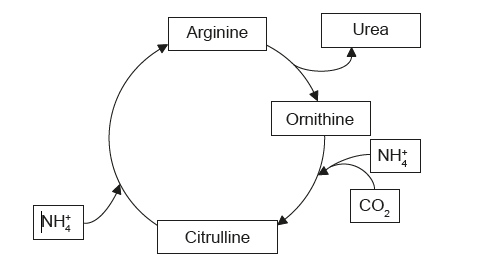 Arginine
Urea
Ornithine
NH₄⁺
CO₂
NH₄⁺
Citrulline